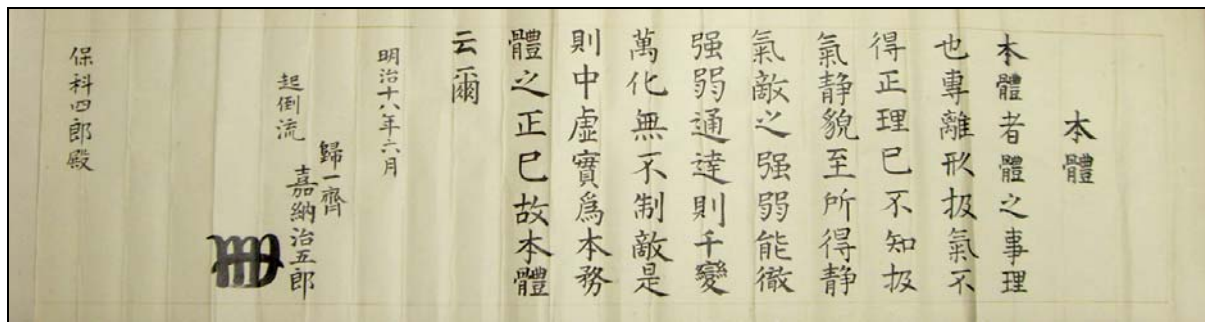 本體
本體者體之事理
也專離形扱氣不
得正理已不知扱
氣静貌至所得静
氣敵之强弱能徹
强弱通達則千變
萬化無不制敵是
則中虛實爲本務
體之正已故本體
云爾
明治十八年六月
起倒流
歸一齊
嘉納治五郎
保科四郎殿